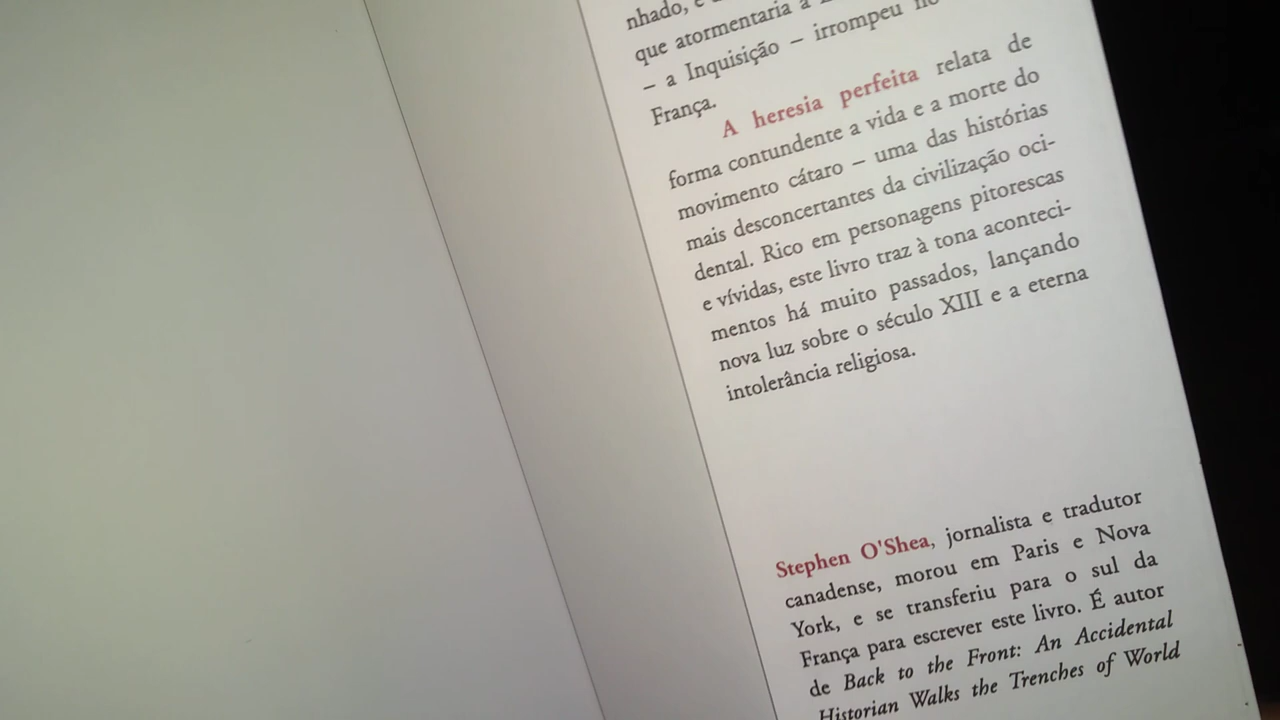 nhado, e
que atormentaria a
– a Inquisição – irrompeu no
França.
A heresia perfeita relata de
forma contundente a vida e a morte do
movimento cátaro – uma das histórias
mais desconcertantes da civilização oci-
dental. Rico em personagens pitorescas
e vívidas, este livro traz à tona aconteci-
mentos há muito passados, lançando
nova luz sobre o século XIII e a eterna
intolerância religiosa.
Stephen O'Shea, jornalista e tradutor
canadense, morou em Paris e Nova
York, e se transferiu para o sul da
França para escrever este livro. É autor
de Back to the Front: An Accidental
Historian Walks the Trenches of World